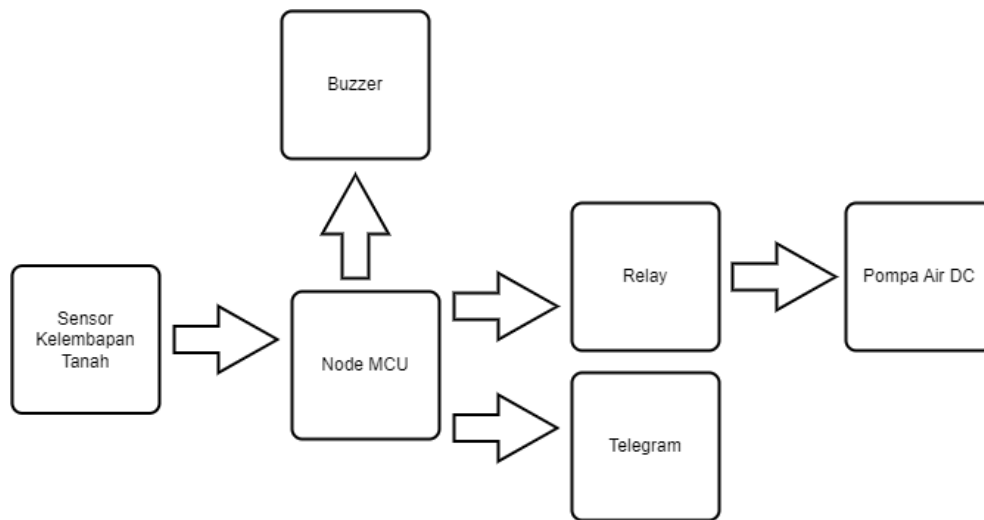 Buzzer
Sensor
Kelembapan
Tanah
Node MCU
Relay
Pompa Air DC
Telegram